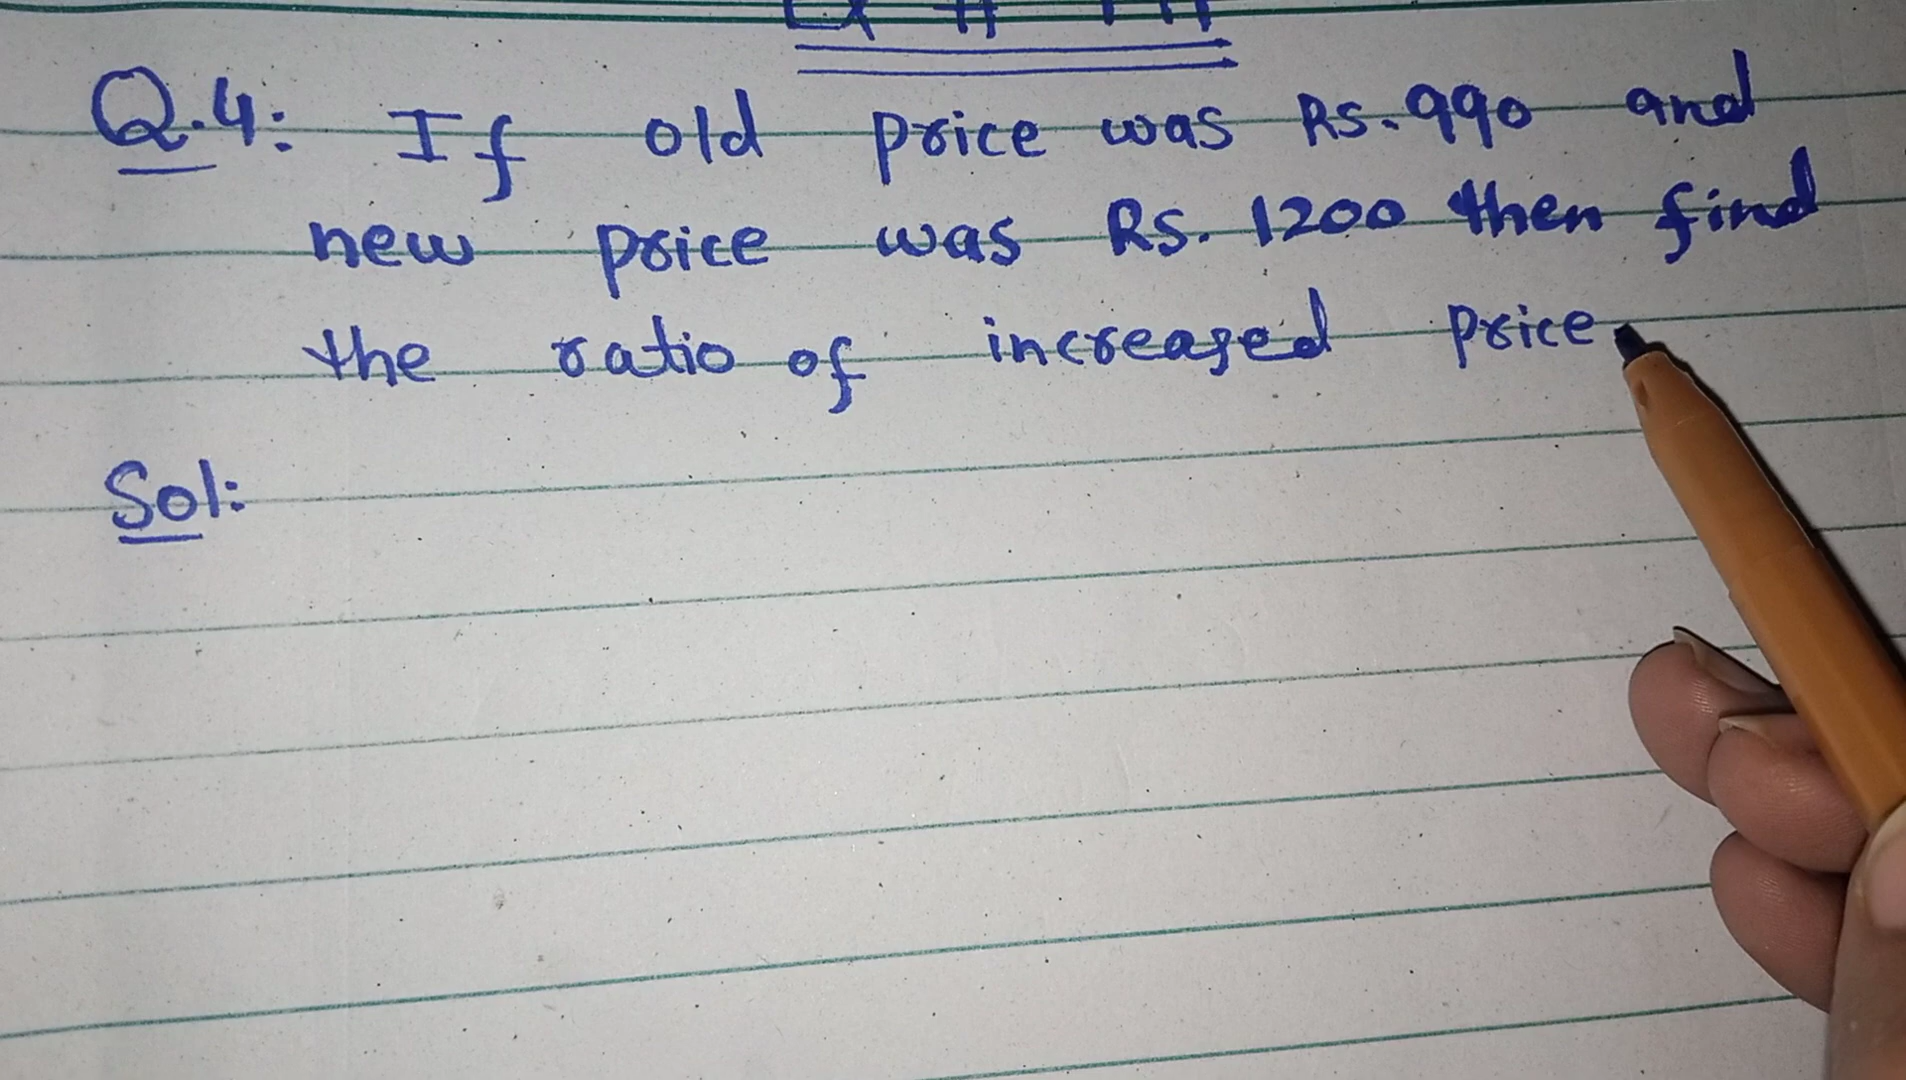 Q.4: If old price was Rs.990 and
new price was Rs. 1200 then find
the ratio of increased price
Sol: